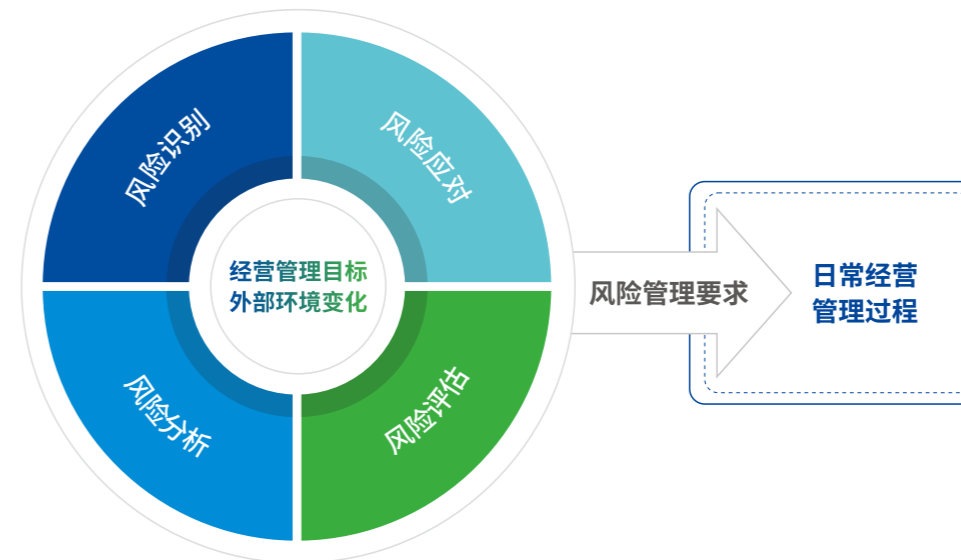 风险识别
风险应对
经营管理目标
外部环境变化
风险分析
风险评估
风险管理要求
日常经营
管理过程